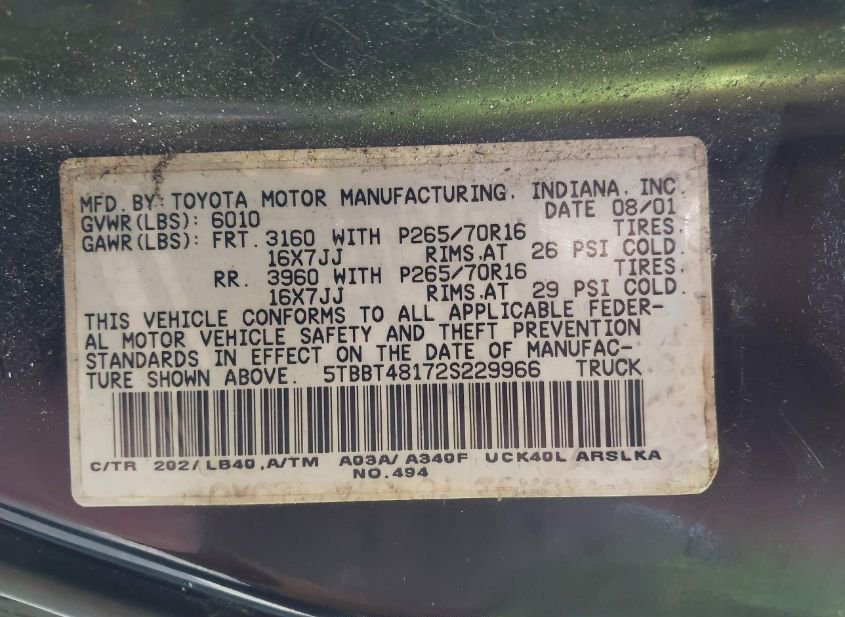 MFD. BY: TOYOTA MOTOR MANUFACTURING, INDIANA, INC.
GVWR(LBS): 6010 DATE 08/01
GAWR(LBS): FRT. 3160 WITH P265/70R16 TIRES,
16X7JJ RIMS,AT 26 PSI COLD.
RR. 3960 WITH P265/70R16 TIRES,
16X7JJ RIMS,AT 29 PSI COLD.
THIS VEHICLE CONFORMS TO ALL APPLICABLE FEDER-
AL MOTOR VEHICLE SAFETY AND THEFT PREVENTION
STANDARDS IN EFFECT ON THE DATE OF MANUFAC-
TURE SHOWN ABOVE. 5TBBT48172S229966 TRUCK
C/TR 202/LB40,A/TM A03A/A340F UCK40L ARSLKA
NO.494